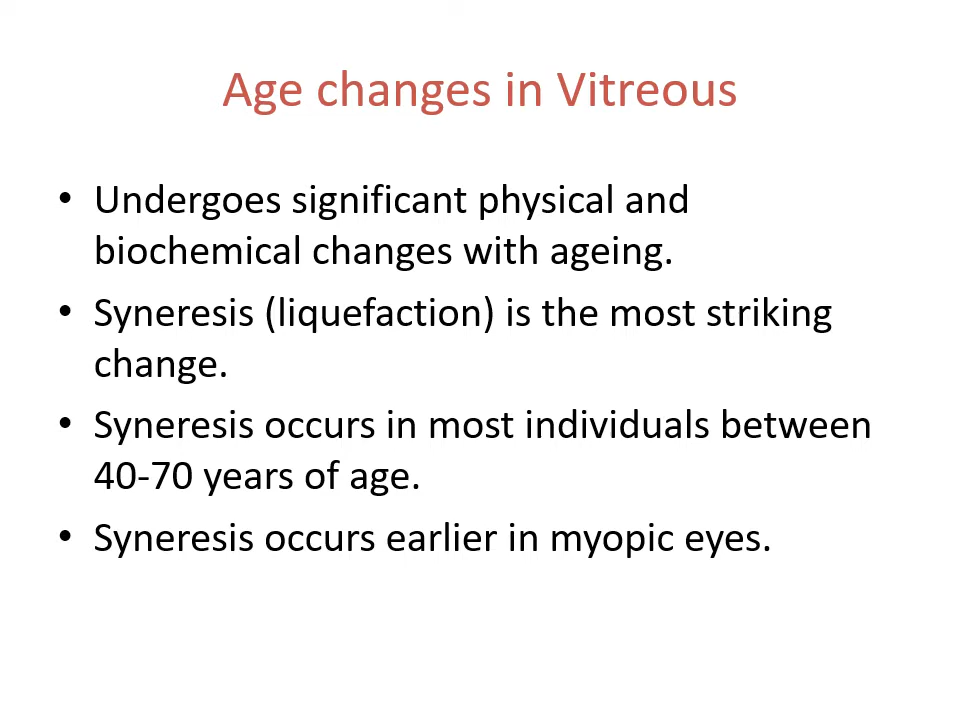 Age changes in Vitreous
• Undergoes significant physical and
biochemical changes with ageing.
• Syneresis (liquefaction) is the most striking
change.
• Syneresis occurs in most individuals between
40-70 years of age.
• Syneresis occurs earlier in myopic eyes.